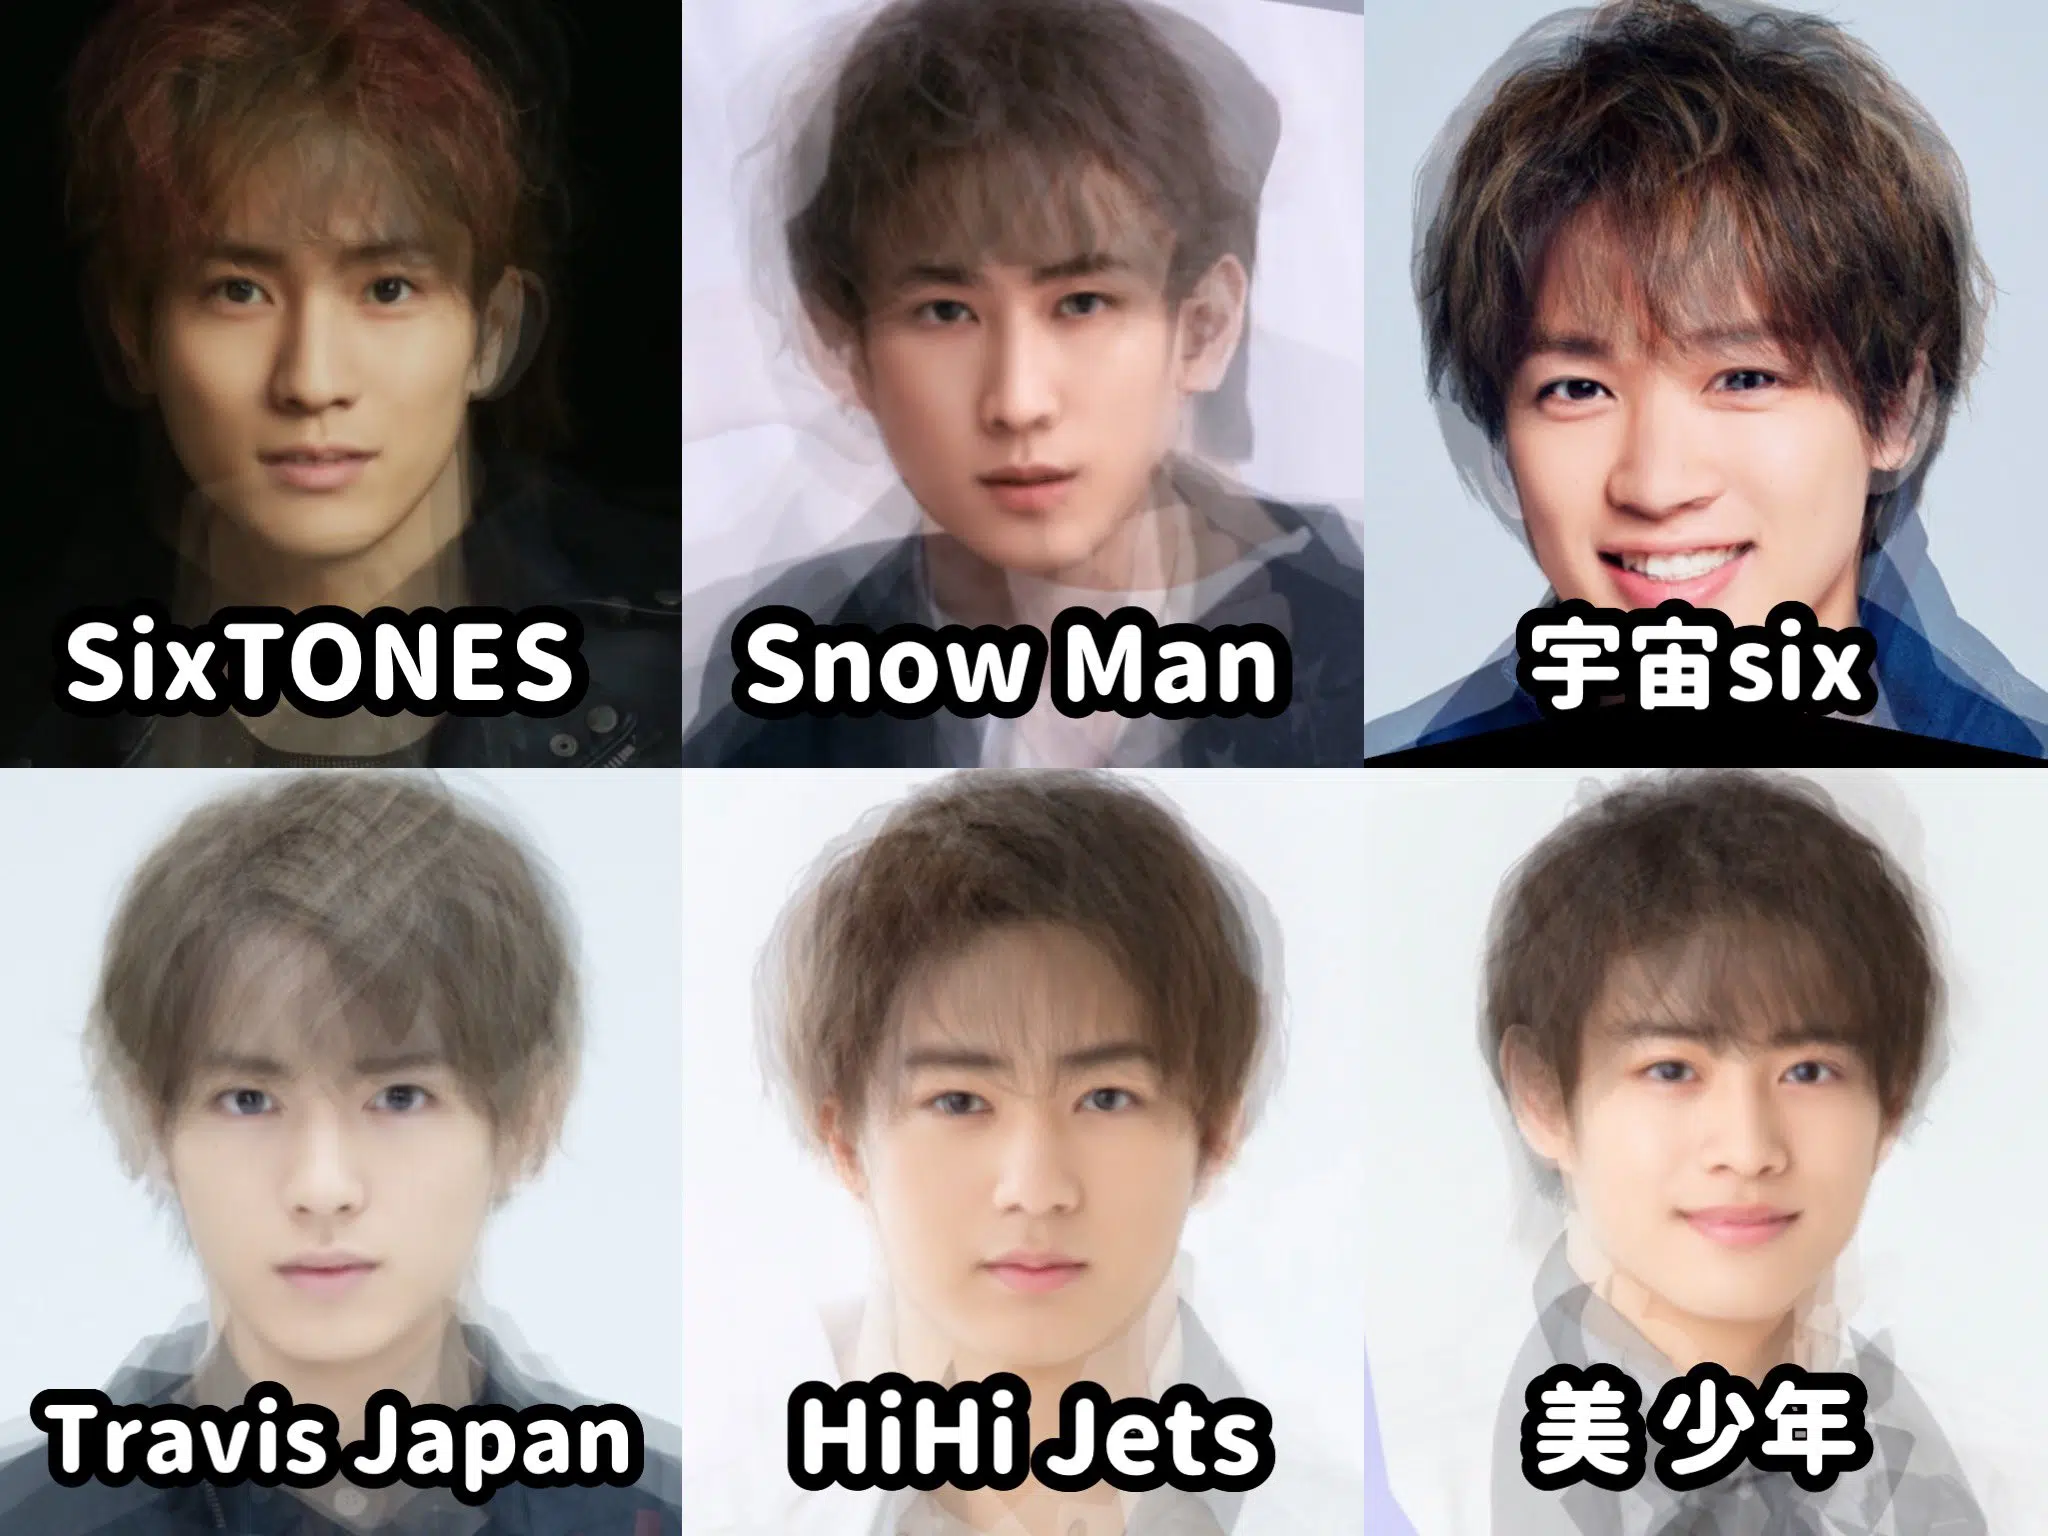 SixTONES
Snow Man
宇宙six
Travis Japan
HiHi Jets
美 少年